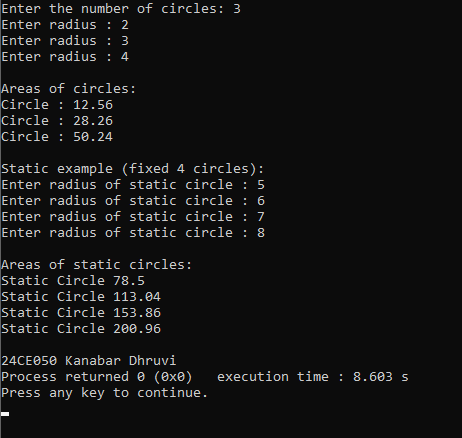 Enter the number of circles: 3
Enter radius : 2
Enter radius : 3
Enter radius : 4
Areas of circles:
Circle : 12.56
Circle : 28.26
Circle : 50.24
Static example (fixed 4 circles):
Enter radius of static circle : 5
Enter radius of static circle : 6
Enter radius of static circle : 7
Enter radius of static circle : 8
Areas of static circles:
Static Circle 78.5
Static Circle 113.04
Static Circle 153.86
Static Circle 200.96
24CE050 Kanabar Dhruvi
Process returned 0 (0x0)   execution time : 8.603 s
Press any key to continue.